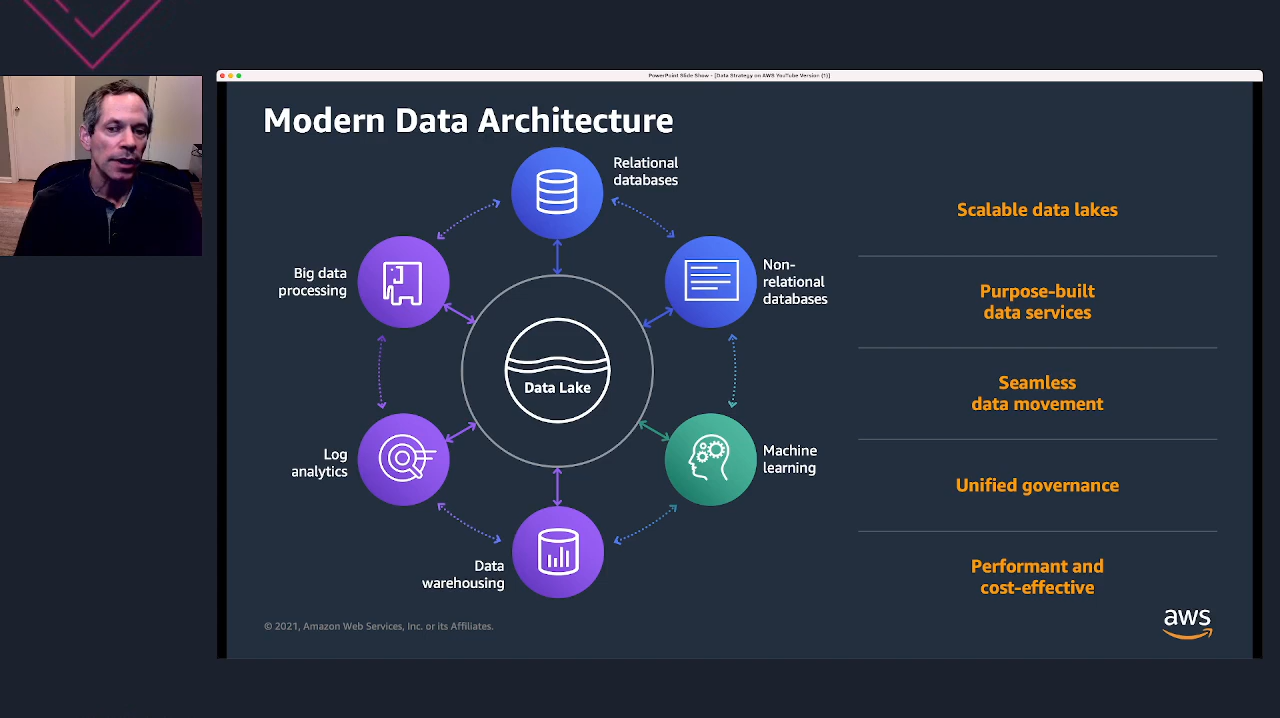 PowerPoint Slide Show - [Data Strategy on AWS YouTube Version (1)]
Modern Data Architecture
Relational
databases
Non-
relational
databases
Machine
learning
Data
warehousing
Log
analytics
Big data
processing
Data Lake
Scalable data lakes
Purpose-built
data services
Seamless
data movement
Unified governance
Performant and
cost-effective
© 2021, Amazon Web Services, Inc. or its Affiliates.
aws